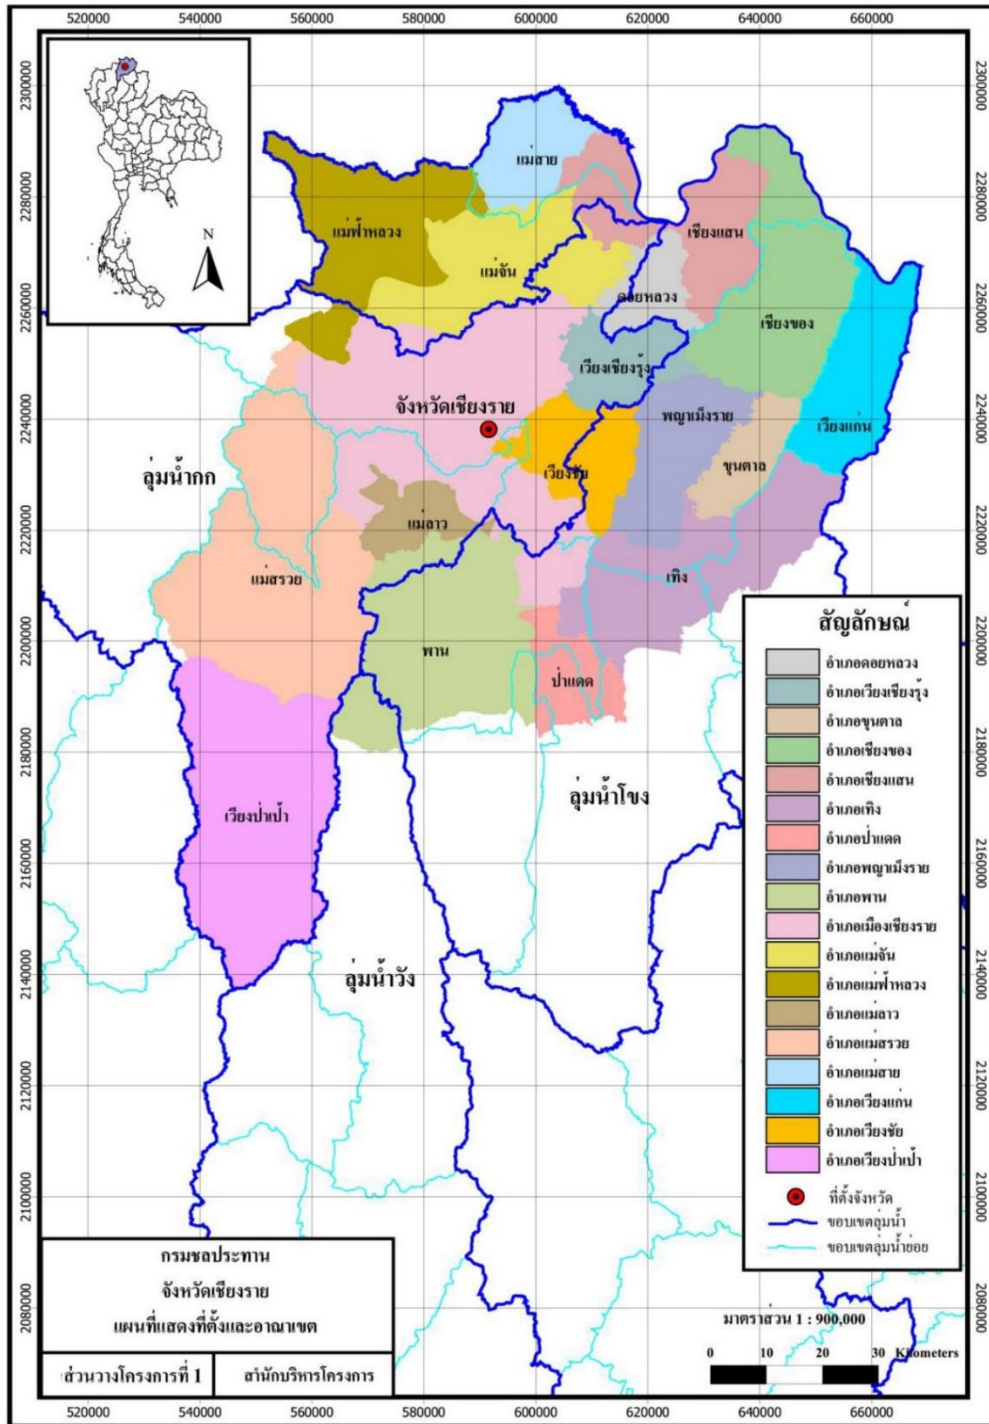 520000 540000 560000 580000 600000 620000 640000 660000
2300000
2300000
2280000
2280000
2260000
2260000
2240000
2240000
2220000
2220000
2200000
2200000
2180000
2180000
2160000
2160000
2140000
2140000
2120000
2120000
2100000
2100000
2080000
2080000
N
แม่สาย
แม่ฟ้าหลวง
เชียงแสน
แม่จัน
ดอยหลวง
เชียงของ
เวียงเชียงรุ้ง
จังหวัดเชียงราย
พญาเม็งราย
เวียงแก่น
ขุนตาล
ลุ่มน้ำกก
เวียงชัย
แม่ลาว
แม่สรวย
เทิง
พาน
ป่าแดด
ลุ่มน้ำโขง
เวียงป่าเป้า
ลุ่มน้ำวัง
สัญลักษณ์
อำเภอดอยหลวง
อำเภอเวียงเชียงรุ้ง
อำเภอขุนตาล
อำเภอเชียงของ
อำเภอเชียงแสน
อำเภอเทิง
อำเภอป่าแดด
อำเภอพญาเม็งราย
อำเภอพาน
อำเภอเมืองเชียงราย
อำเภอแม่จัน
อำเภอแม่ฟ้าหลวง
อำเภอแม่ลาว
อำเภอแม่สรวย
อำเภอแม่สาย
อำเภอเวียงแก่น
อำเภอเวียงชัย
อำเภอเวียงป่าเป้า
ที่ตั้งจังหวัด
ขอบเขตลุ่มน้ำ
ขอบเขตลุ่มน้ำย่อย
กรมชลประทาน
จังหวัดเชียงราย
แผนที่แสดงที่ตั้งและอาณาเขต
ส่วนวางโครงการที่ 1
สำนักบริหารโครงการ
มาตราส่วน 1 : 900,000
0 10 20 30 Kilometers
520000 540000 560000 580000 600000 620000 640000 660000